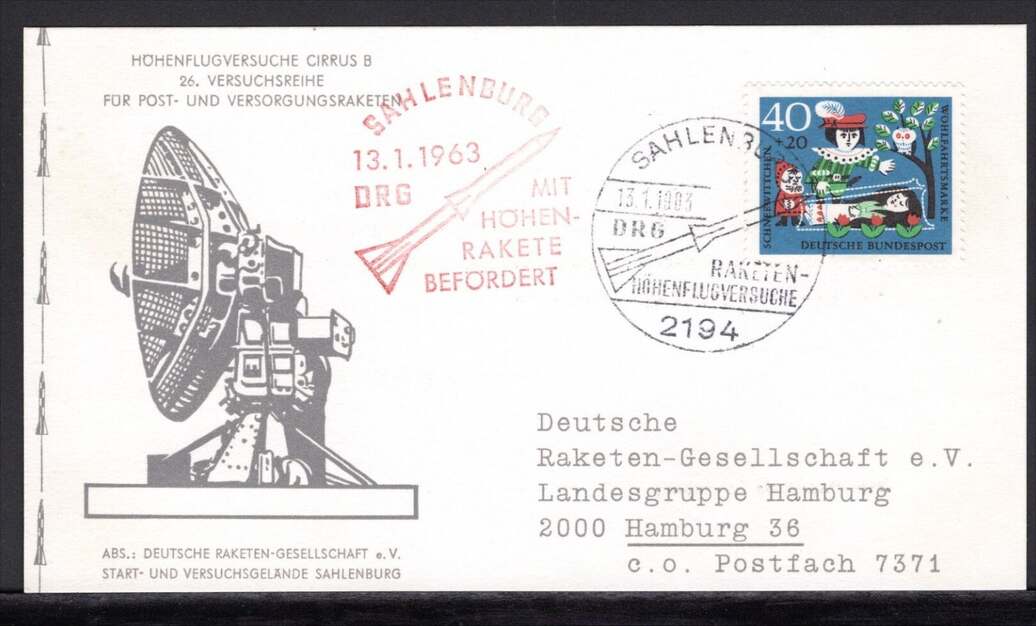 HÖHENFLUGVERSUCHE CIRRUS B
26. VERSUCHSREIHE
FÜR POST- UND VERSORGUNGSRAKETEN
SAHLENBURG
13.1.1963
DRG
MIT
HÖHEN-
RAKETE
BEFÖRDERT
SAHLENBU
13.1.1963
DRG
RAKETEN-
HÖHENFLUGVERSUCHE
2194
40
+20
SCHNEEWITTCHEN
WOHLFAHRTSMARKE
DEUTSCHE BUNDESPOST
Deutsche
Raketen-Gesellschaft e.V.
Landesgruppe Hamburg
2000 Hamburg 36
c.o. Postfach 7371
ABS.: DEUTSCHE RAKETEN-GESELLSCHAFT e.V.
START- UND VERSUCHSGELÄNDE SAHLENBURG